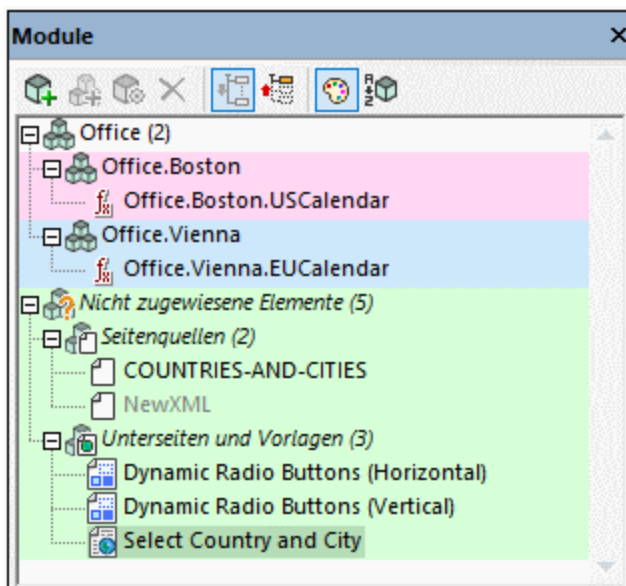 Module
Office (2)
Office.Boston
Office.Boston.USCalendar
Office.Vienna
Office.Vienna.EUCalendar
Nicht zugewiesene Elemente (5)
Seitenquellen (2)
COUNTRIES-AND-CITIES
NewXML
Unterseiten und Vorlagen (3)
Dynamic Radio Buttons (Horizontal)
Dynamic Radio Buttons (Vertical)
Select Country and City